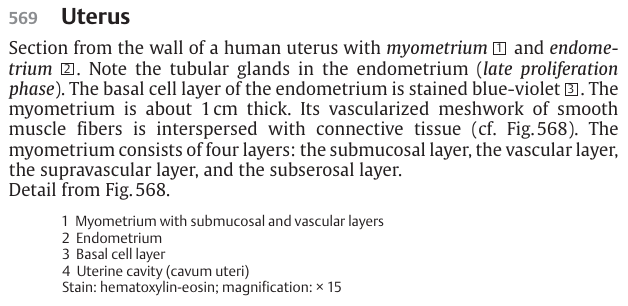 569 Uterus
Section from the wall of a human uterus with myometrium 1 and endome-
trium 2. Note the tubular glands in the endometrium (late proliferation
phase). The basal cell layer of the endometrium is stained blue-violet 3. The
myometrium is about 1 cm thick. Its vascularized meshwork of smooth
muscle fibers is interspersed with connective tissue (cf. Fig. 568). The
myometrium consists of four layers: the submucosal layer, the vascular layer,
the supravascular layer, and the subserosal layer.
Detail from Fig. 568.
1 Myometrium with submucosal and vascular layers
2 Endometrium
3 Basal cell layer
4 Uterine cavity (cavum uteri)
Stain: hematoxylin-eosin; magnification: × 15